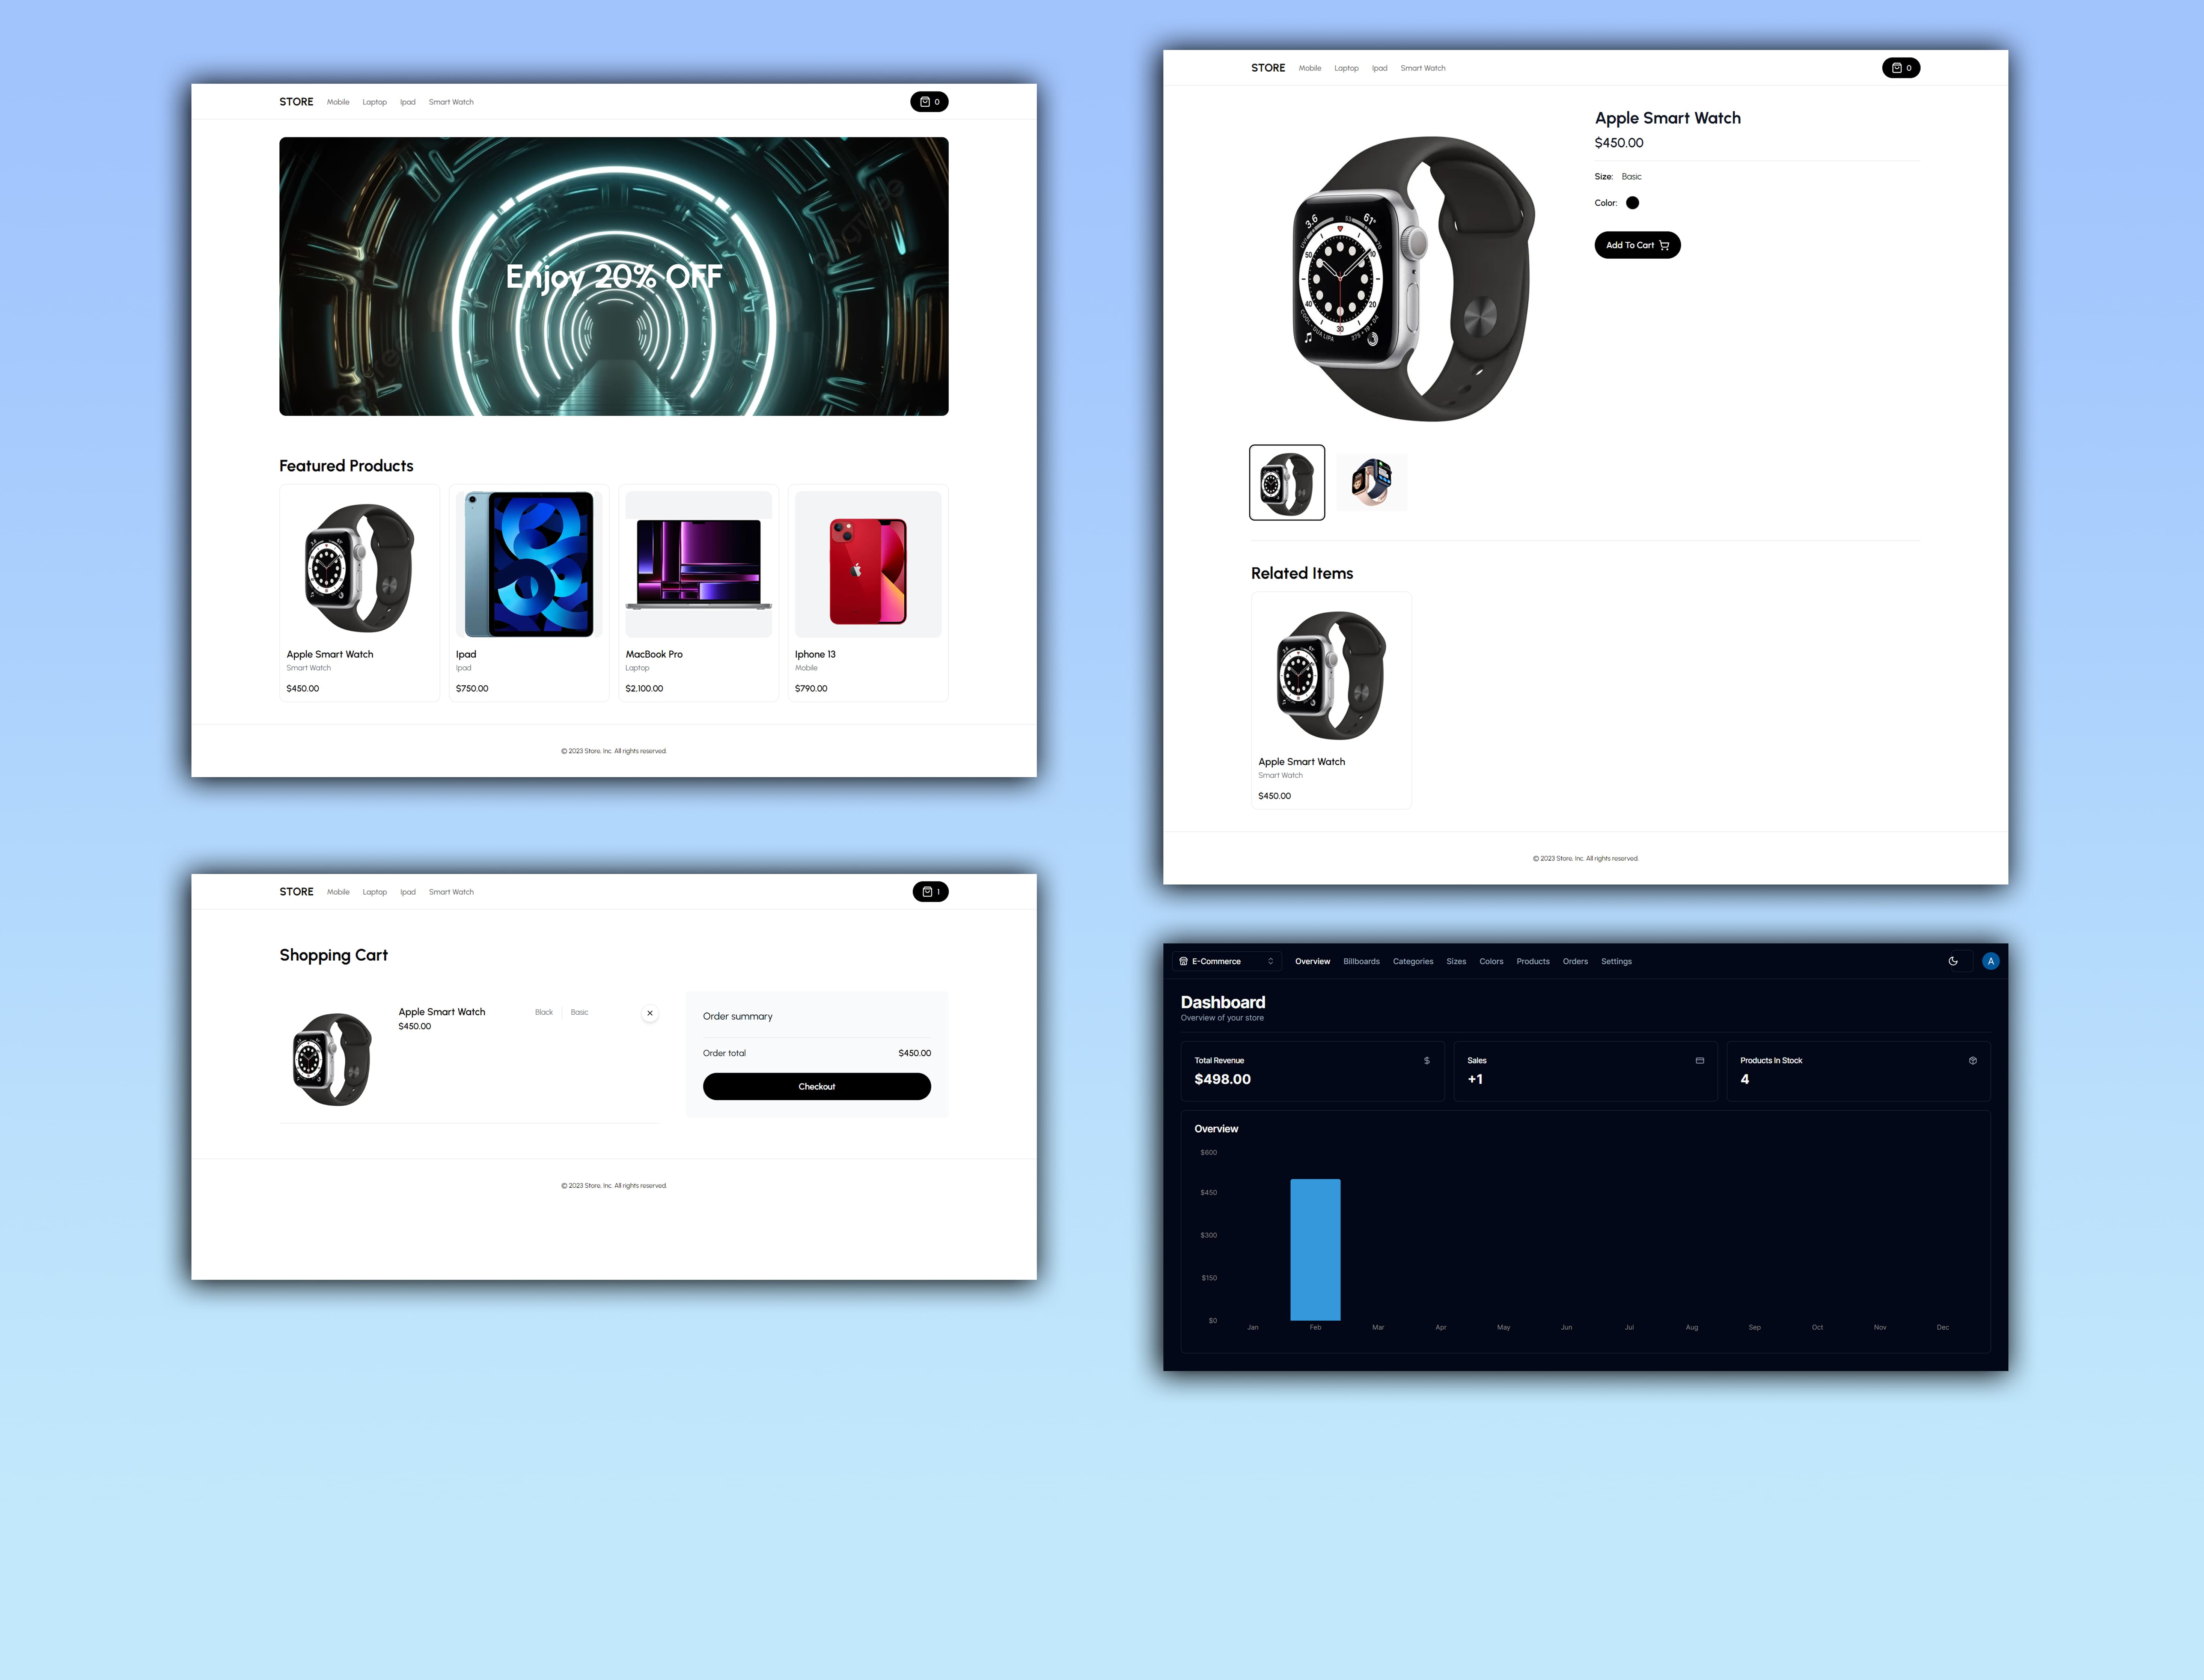 STORE Mobile Laptop Ipad Smart Watch 0
Enjoy 20% OFF
Featured Products
Apple Smart Watch
Smart Watch
$450.00
Ipad
Ipad
$750.00
MacBook Pro
Laptop
$2,100.00
Iphone 13
Mobile
$790.00
© 2023 Store, Inc. All rights reserved.
STORE Mobile Laptop Ipad Smart Watch 0
Apple Smart Watch
$450.00
Size: Basic
Color:
Add To Cart
Related Items
Apple Smart Watch
Smart Watch
$450.00
© 2023 Store, Inc. All rights reserved.
STORE Mobile Laptop Ipad Smart Watch 1
Shopping Cart
Apple Smart Watch Black Basic
$450.00
Order summary
Order total $450.00
Checkout
© 2023 Store, Inc. All rights reserved.
E-Commerce Overview Billboards Categories Sizes Colors Products Orders Settings A
Dashboard
Overview of your store
Total Revenue $
$498.00
Sales
+1
Products In Stock
4
Overview
$600
$450
$300
$150
$0
Jan Feb Mar Apr May Jun Jul Aug Sep Oct Nov Dec